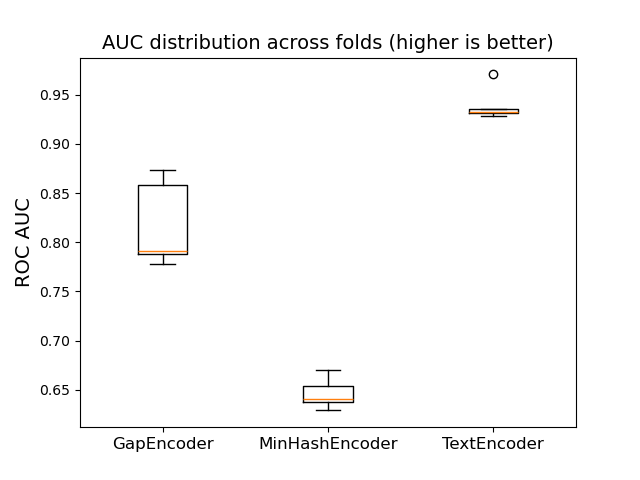 AUC distribution across folds (higher is better)
ROC AUC
0.95
0.90
0.85
0.80
0.75
0.70
0.65
GapEncoder
MinHashEncoder
TextEncoder